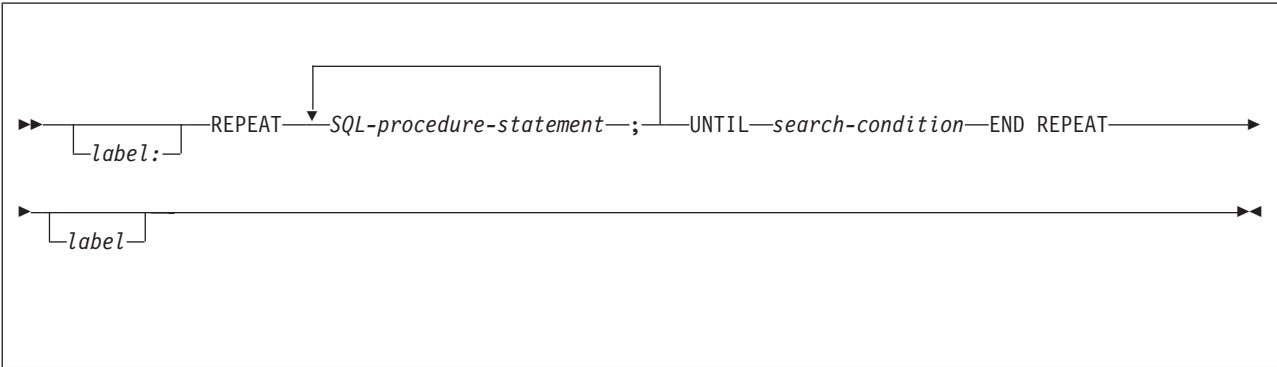 REPEAT SQL-procedure-statement ; UNTIL search-condition END REPEAT
label:
label